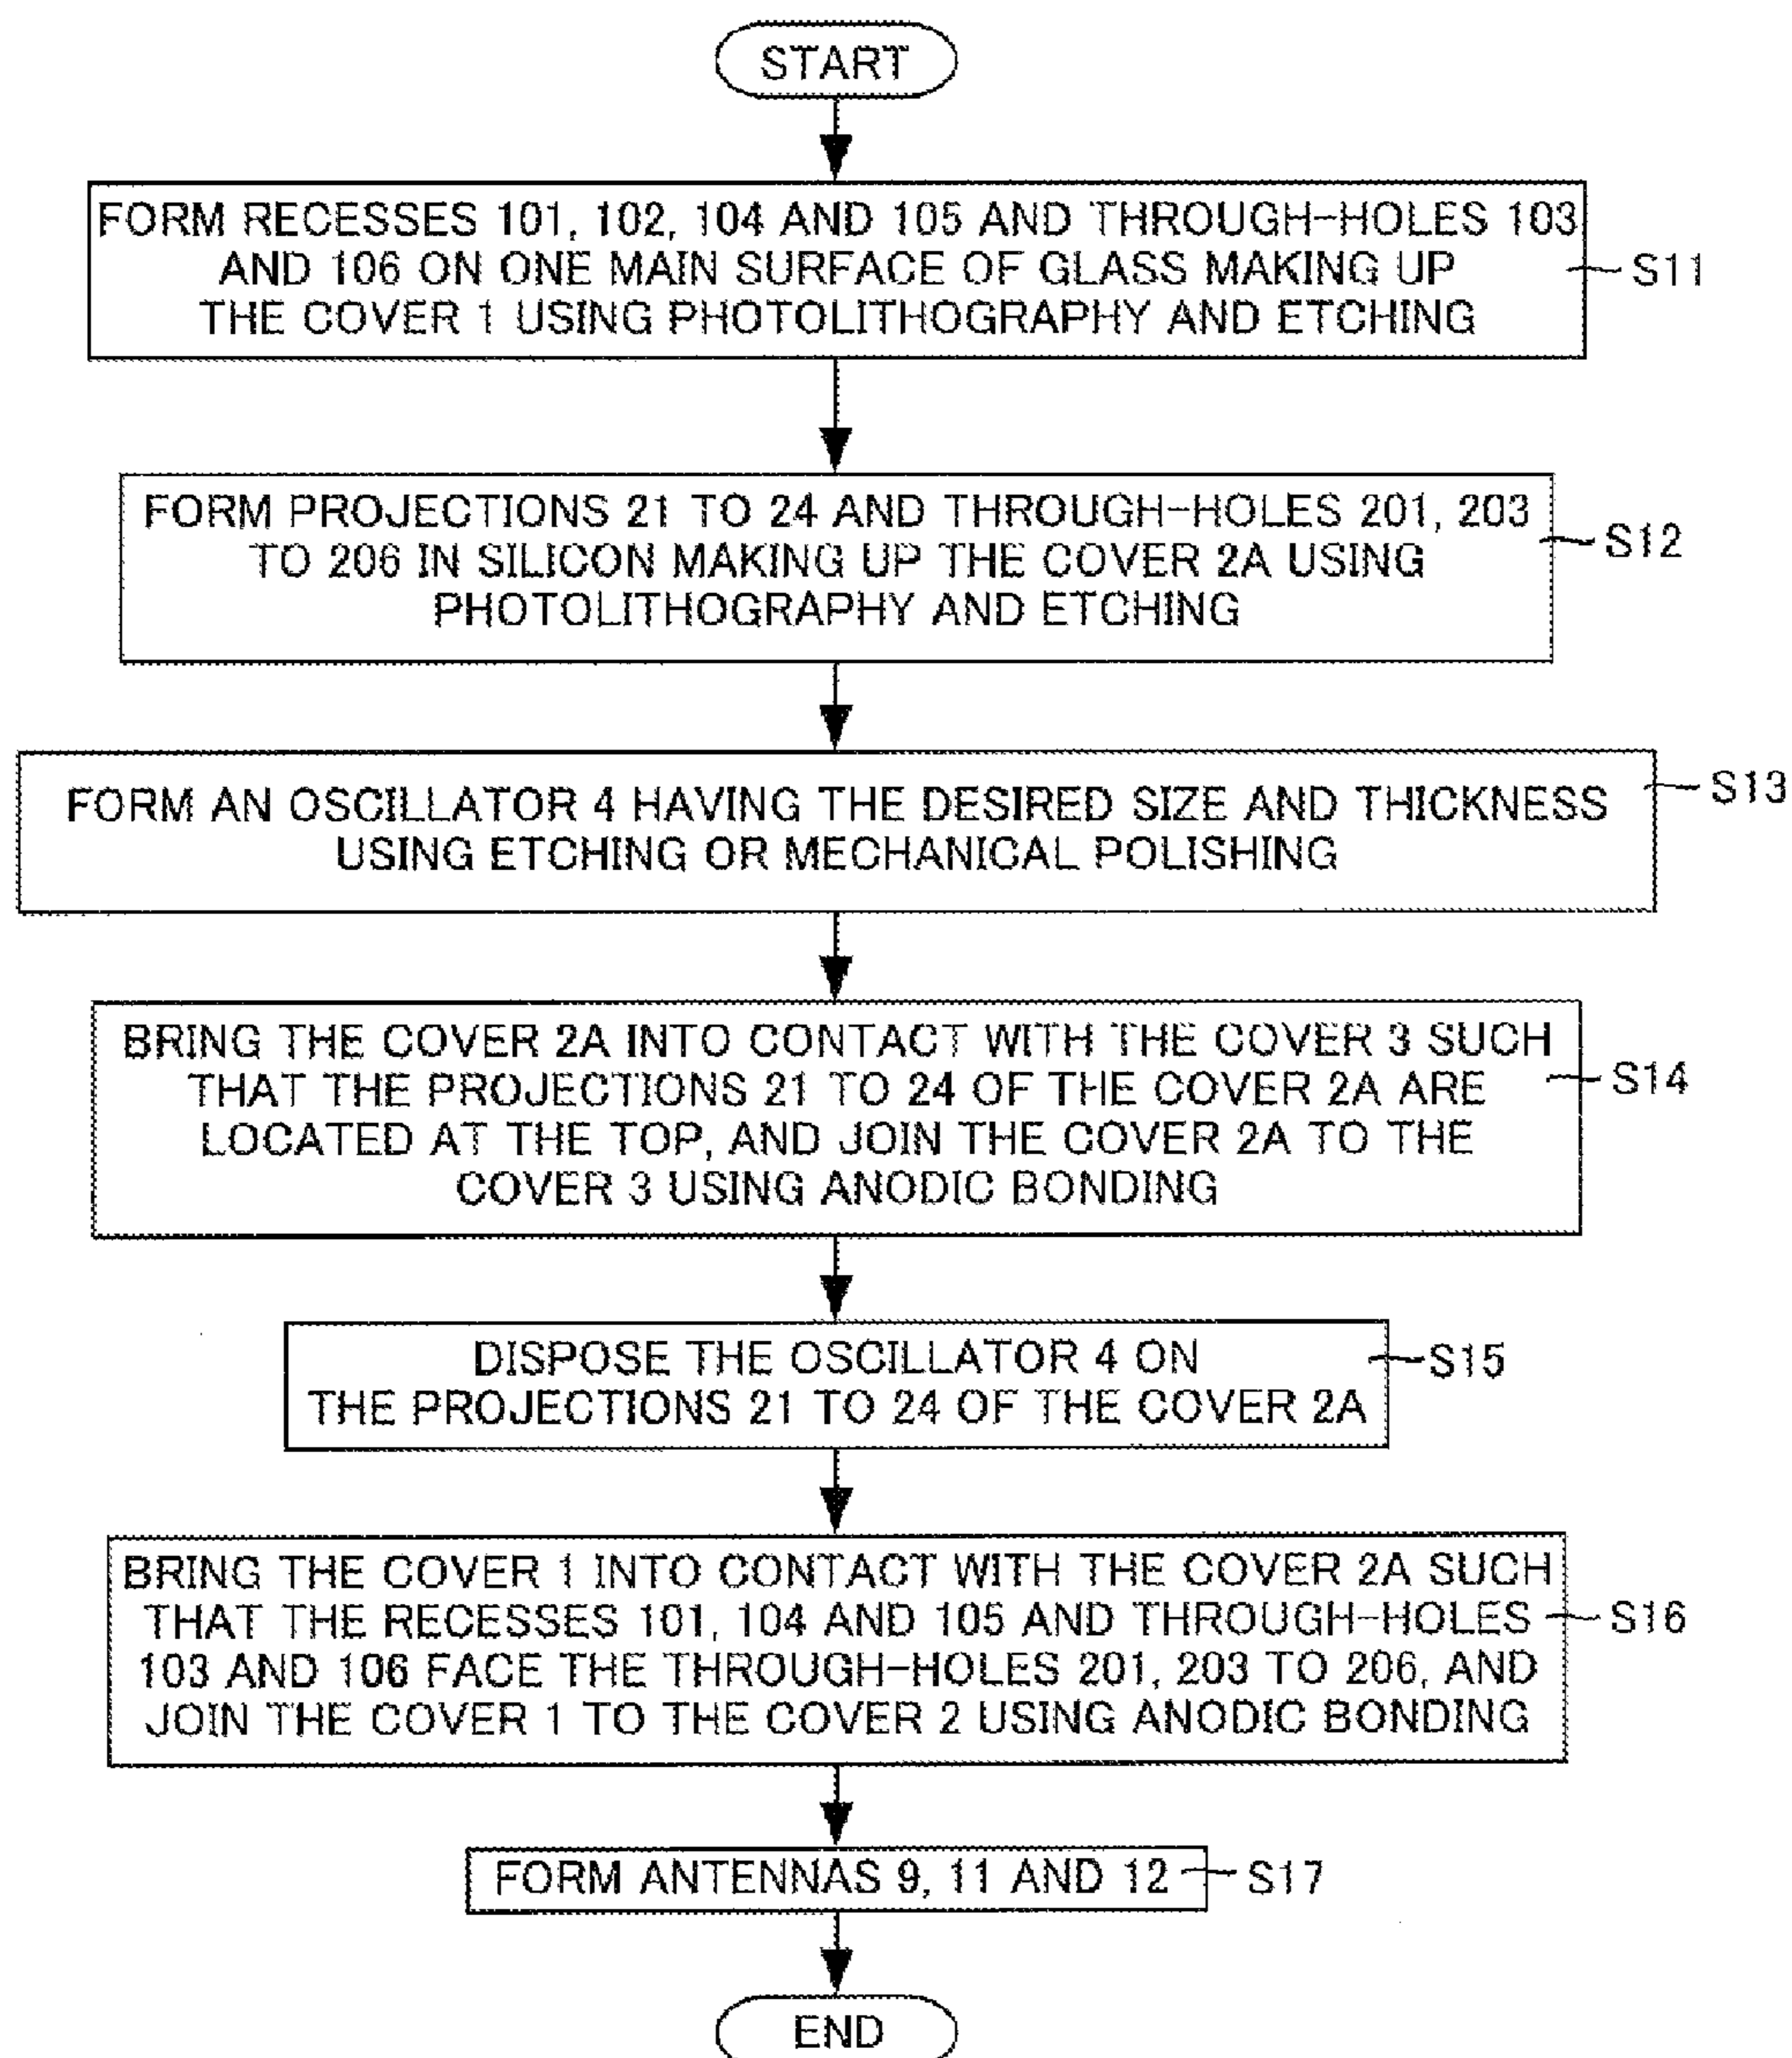 START
FORM RECESSES 101, 102, 104 AND 105 AND THROUGH-HOLES 103
AND 106 ON ONE MAIN SURFACE OF GLASS MAKING UP
THE COVER 1 USING PHOTOLITHOGRAPHY AND ETCHING
S11
FORM PROJECTIONS 21 TO 24 AND THROUGH-HOLES 201, 203
TO 206 IN SILICON MAKING UP THE COVER 2A USING
PHOTOLITHOGRAPHY AND ETCHING
S12
FORM AN OSCILLATOR 4 HAVING THE DESIRED SIZE AND THICKNESS
USING ETCHING OR MECHANICAL POLISHING
S13
BRING THE COVER 2A INTO CONTACT WITH THE COVER 3 SUCH
THAT THE PROJECTIONS 21 TO 24 OF THE COVER 2A ARE
LOCATED AT THE TOP, AND JOIN THE COVER 2A TO THE
COVER 3 USING ANODIC BONDING
S14
DISPOSE THE OSCILLATOR 4 ON
THE PROJECTIONS 21 TO 24 OF THE COVER 2A
S15
BRING THE COVER 1 INTO CONTACT WITH THE COVER 2A SUCH
THAT THE RECESSES 101, 104 AND 105 AND THROUGH-HOLES
103 AND 106 FACE THE THROUGH-HOLES 201, 203 TO 206, AND
JOIN THE COVER 1 TO THE COVER 2 USING ANODIC BONDING
S16
FORM ANTENNAS 9, 11 AND 12
S17
END